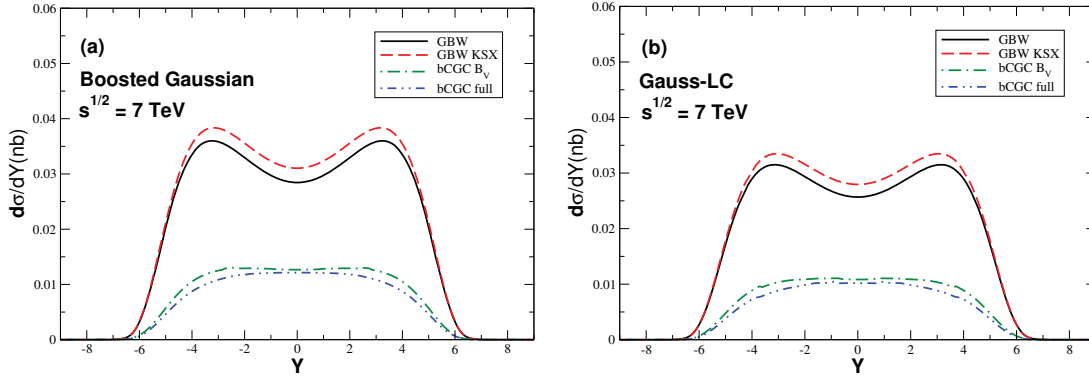 0.06
0.05
0.04
0.03
0.02
0.01
0
dσ/dY(nb)
(a)
Boosted Gaussian
s^{1/2} = 7 TeV
GBW
GBW KSX
bCGC B_V
bCGC full
-8 -6 -4 -2 0 2 4 6 8
Y
0.06
0.05
0.04
0.03
0.02
0.01
0
dσ/dY(nb)
(b)
Gauss-LC
s^{1/2} = 7 TeV
GBW
GBW KSX
bCGC B_V
bCGC full
-8 -6 -4 -2 0 2 4 6 8
Y